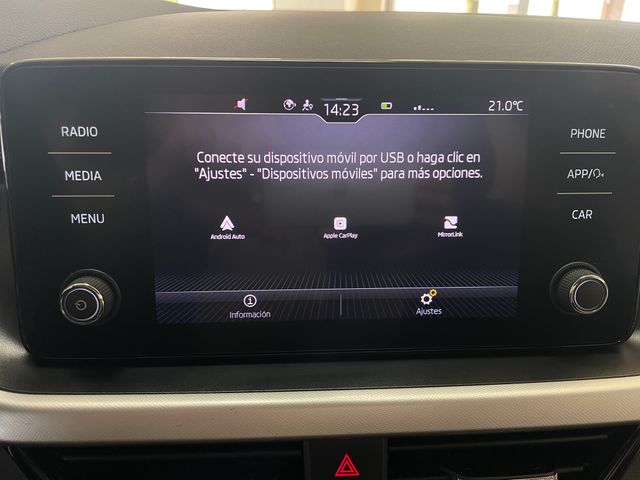 14:23
21.0°C
RADIO
MEDIA
MENU
PHONE
APP/
CAR
Conecte su dispositivo móvil por USB o haga clic en
"Ajustes" - "Dispositivos móviles" para más opciones.
Android Auto
Apple CarPlay
MirrorLink
Información
Ajustes